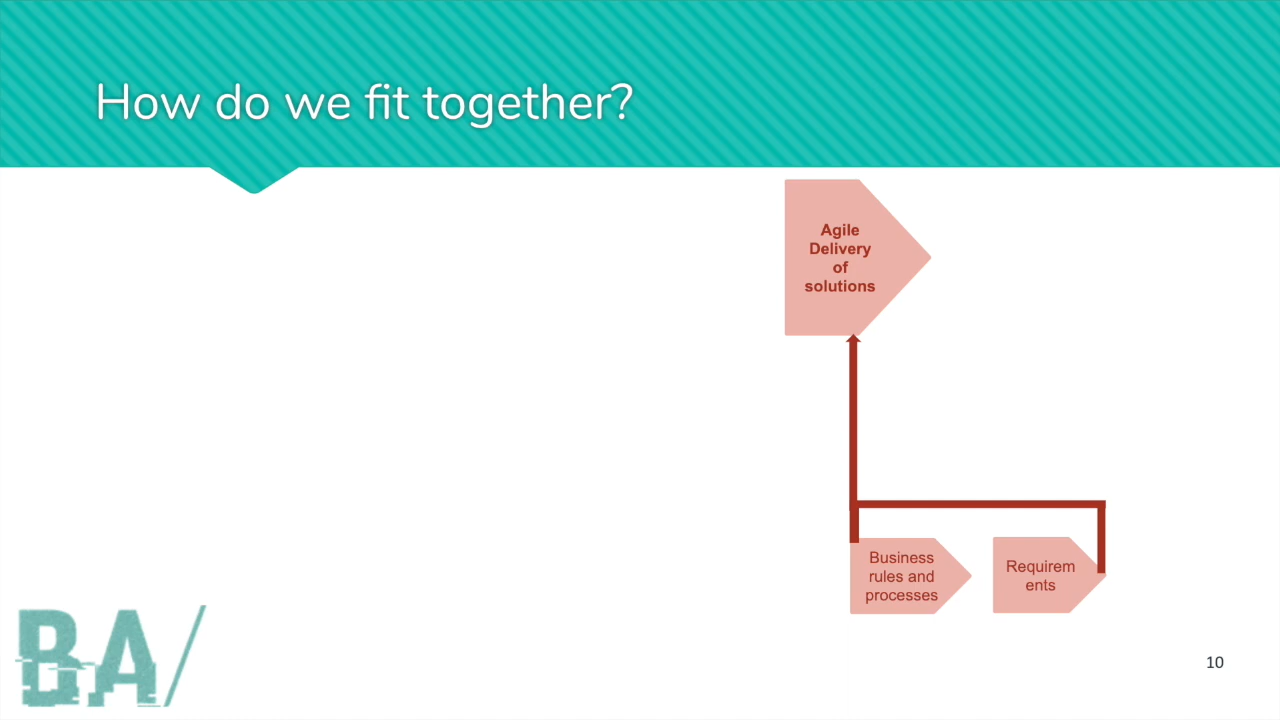 How do we fit together?
Agile
Delivery
of
solutions
Business
rules and
processes
Requirem
ents
BA/
10